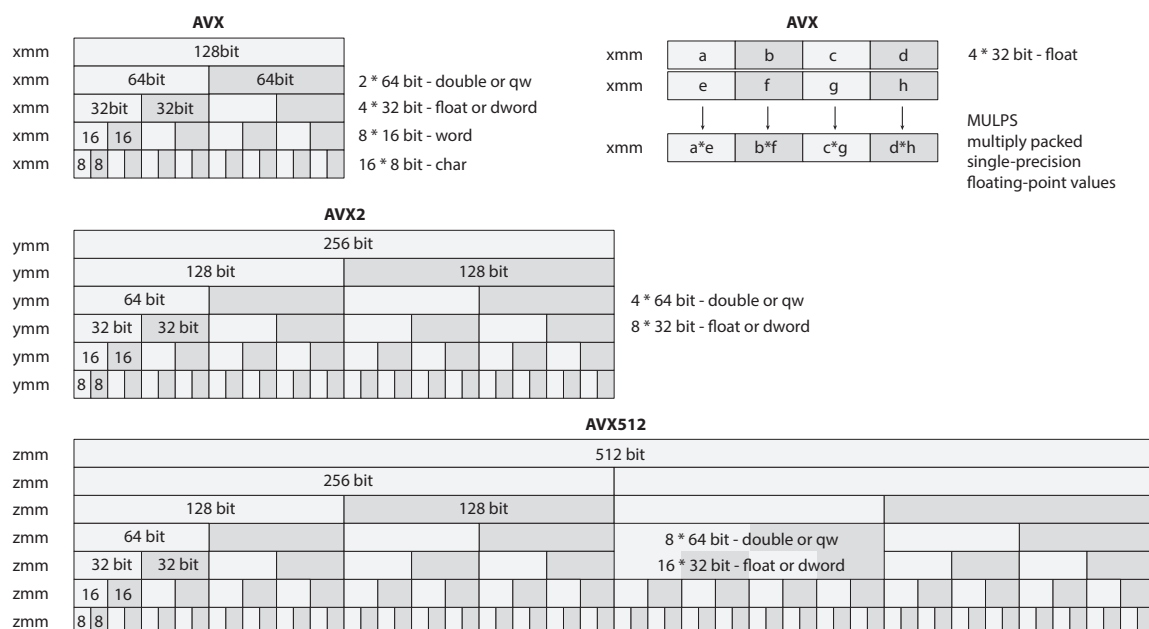 AVX
xmm 128bit
xmm 64bit 64bit 2 * 64 bit - double or qw
xmm 32bit 32bit 4 * 32 bit - float or dword
xmm 16 16 8 * 16 bit - word
xmm 8 8 16 * 8 bit - char
AVX
xmm a b c d 4 * 32 bit - float
xmm e f g h
xmm a*e b*f c*g d*h
MULPS
multiply packed
single-precision
floating-point values
AVX2
ymm 256 bit
ymm 128 bit 128 bit
ymm 64 bit 4 * 64 bit - double or qw
ymm 32 bit 32 bit 8 * 32 bit - float or dword
ymm 16 16
ymm 8 8
AVX512
zmm 512 bit
zmm 256 bit
zmm 128 bit 128 bit
zmm 64 bit 8 * 64 bit - double or qw
zmm 32 bit 32 bit 16 * 32 bit - float or dword
zmm 16 16
zmm 8 8